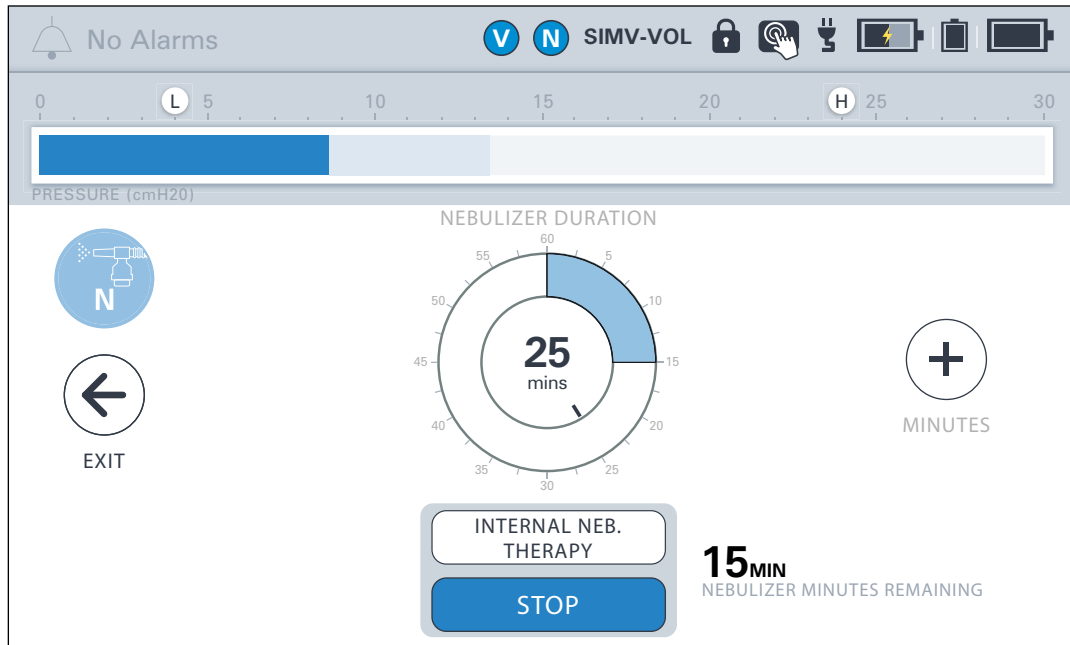 No Alarms
V N SIMV-VOL
0 L 5 10 15 20 H 25 30
PRESSURE (cmH20)
NEBULIZER DURATION
60
55 5
50 10
45 15
40 20
35 25
30
25
mins
N
EXIT
+
MINUTES
INTERNAL NEB.
THERAPY
STOP
15MIN
NEBULIZER MINUTES REMAINING